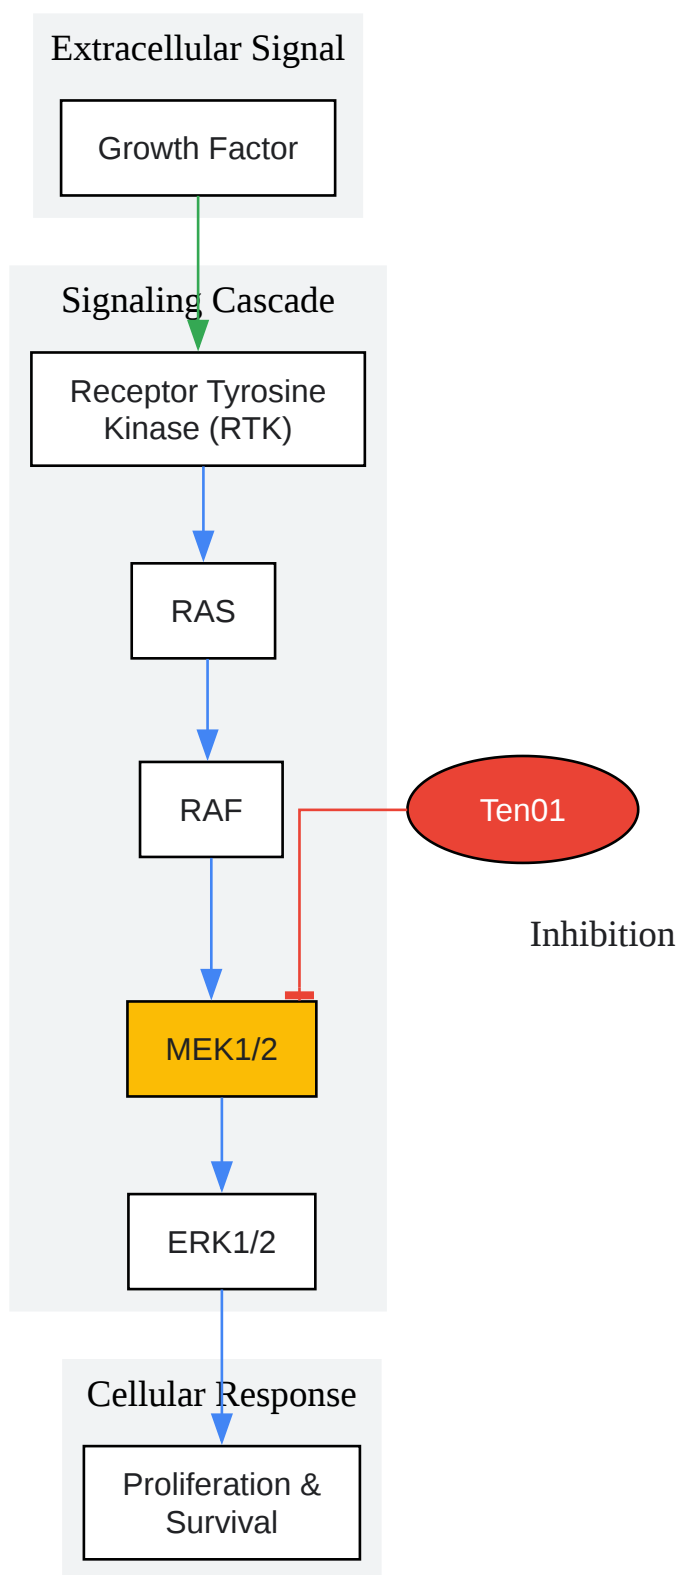 Extracellular Signal
Growth Factor
Signaling Cascade
Receptor Tyrosine
Kinase (RTK)
RAS
RAF
Ten01
Inhibition
MEK1/2
ERK1/2
Cellular Response
Proliferation &
Survival